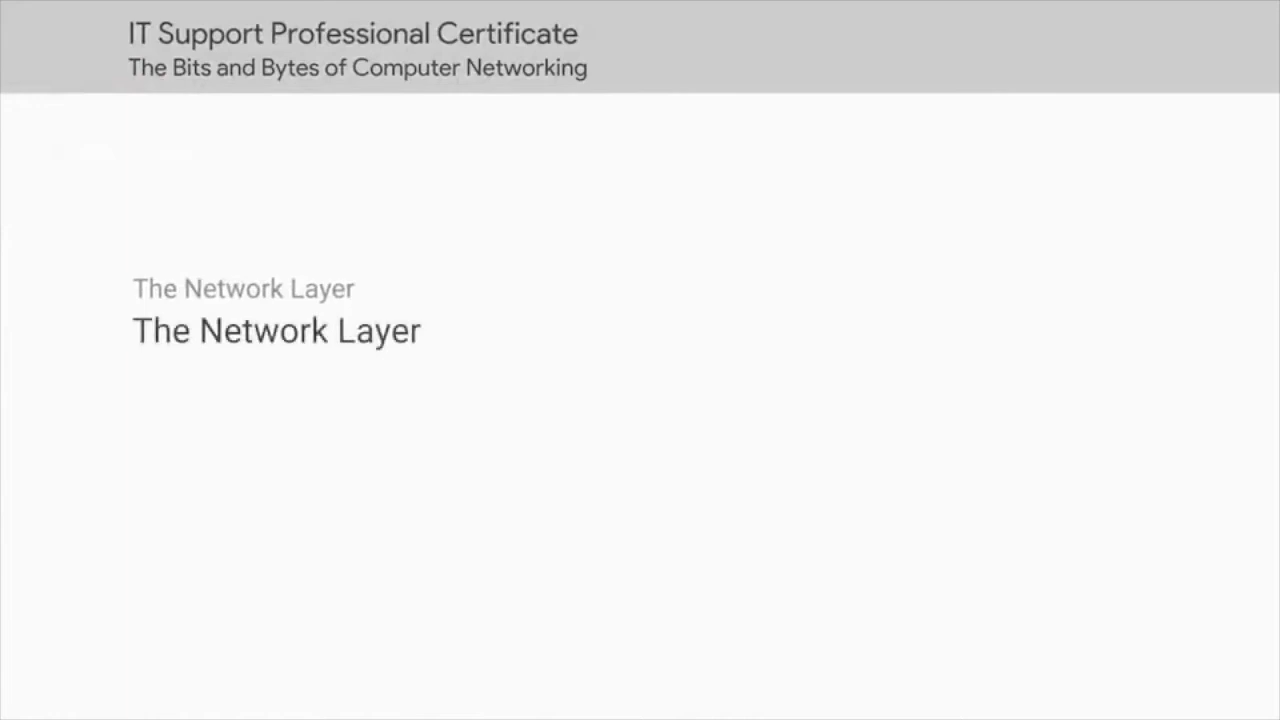 IT Support Professional Certificate
The Bits and Bytes of Computer Networking
The Network Layer
The Network Layer